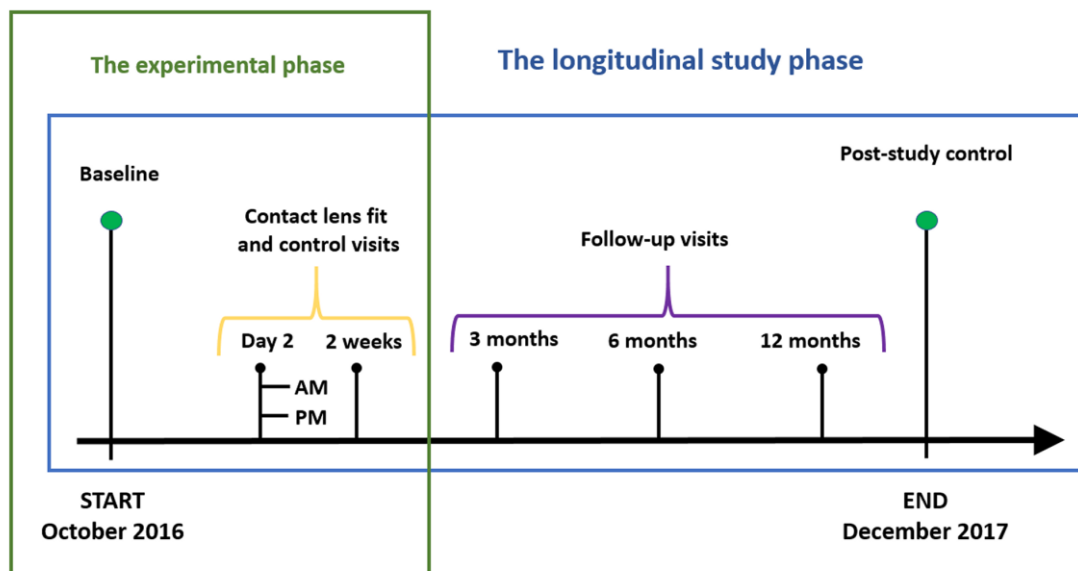 The experimental phase
The longitudinal study phase
Baseline
Post-study control
Contact lens fit
and control visits
Follow-up visits
Day 2
2 weeks
3 months
6 months
12 months
AM
PM
START
October 2016
END
December 2017